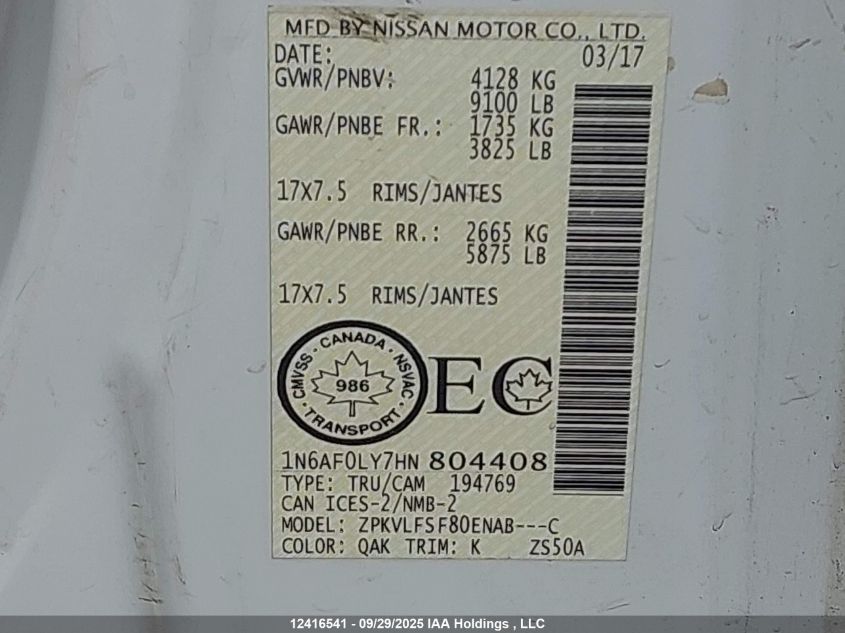 MFD BY NISSAN MOTOR CO., LTD.
DATE: 03/17
GVWR/PNBV: 4128 KG
9100 LB
GAWR/PNBE FR.: 1735 KG
3825 LB
17X7.5 RIMS/JANTES
GAWR/PNBE RR.: 2665 KG
5875 LB
17X7.5 RIMS/JANTES
CMVSS · CANADA · NSVAC · TRANSPORT ·
986
EC
1N6AF0LY7HN 804408
TYPE: TRU/CAM 194769
CAN ICES-2/NMB-2
MODEL: ZPKVLFSF80ENAB---C
COLOR: QAK TRIM: K ZS50A
12416541 - 09/29/2025 IAA Holdings , LLC